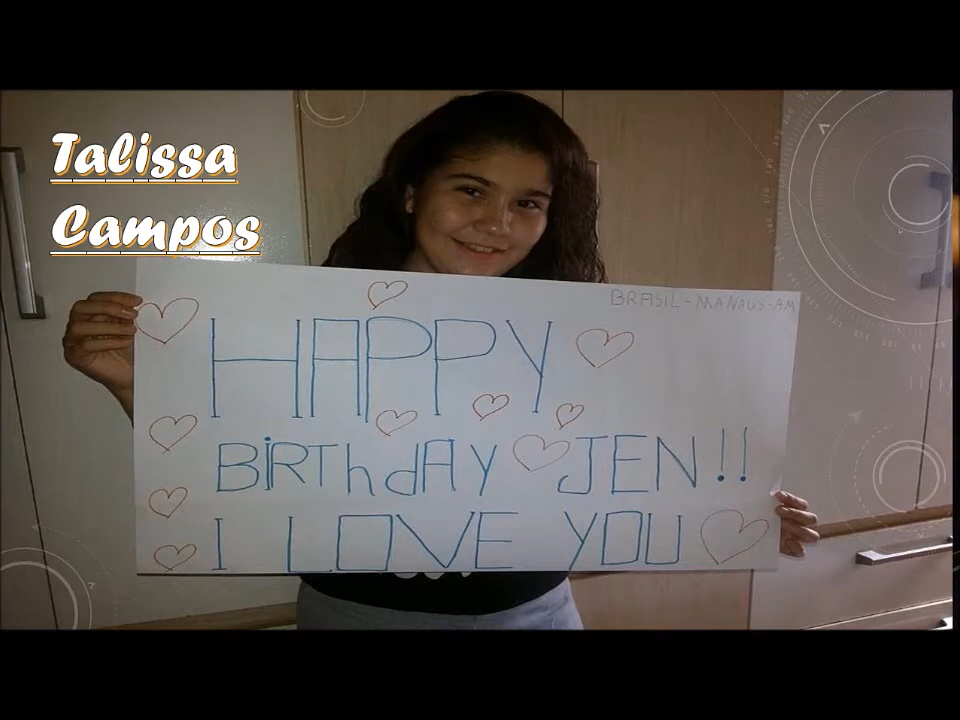 Talissa
Campos
BRASIL - MANAUS - AM
HAPPY
BiRThdAY JEN!!
I LOVE YOU